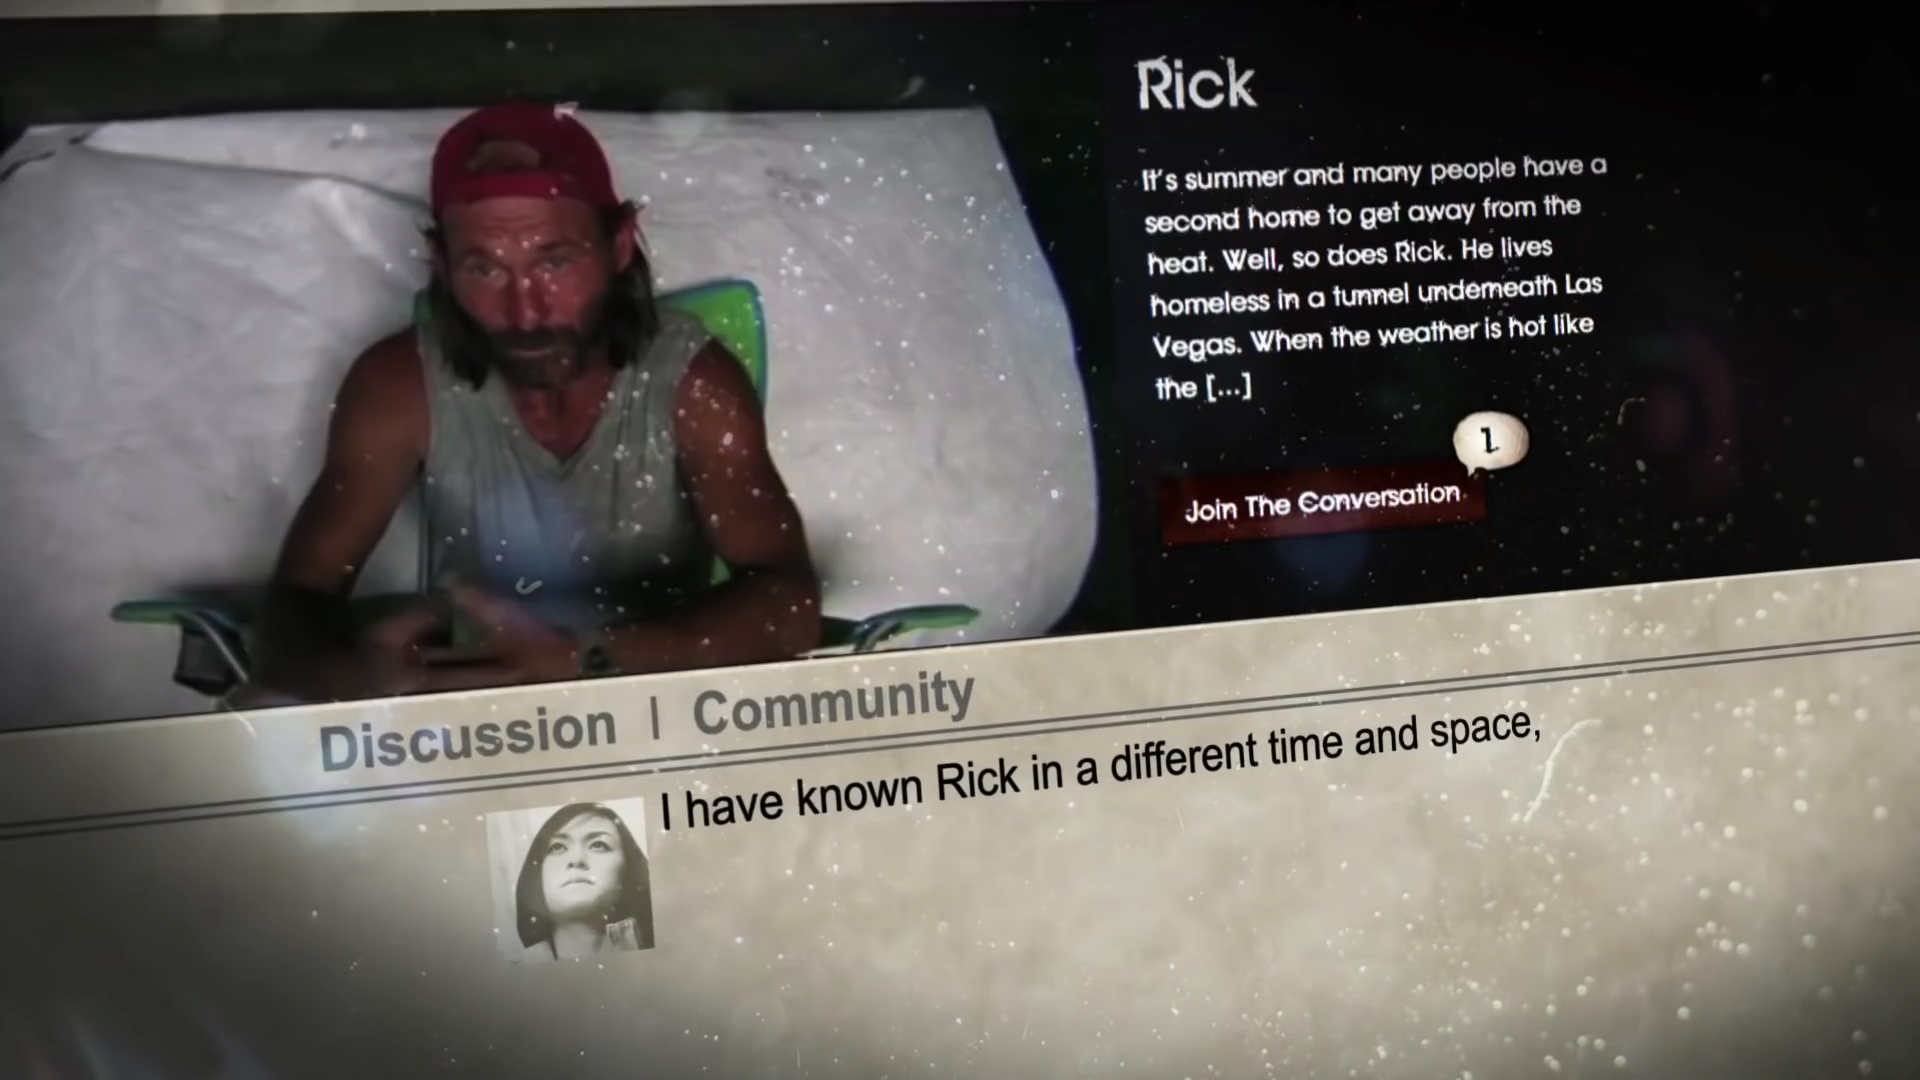 Rick
It's summer and many people have a
second home to get away from the
heat. Well, so does Rick. He lives
homeless in a tunnel underneath Las
Vegas. When the weather is hot like
the [...]
1
Join The Conversation
Discussion | Community
I have known Rick in a different time and space,